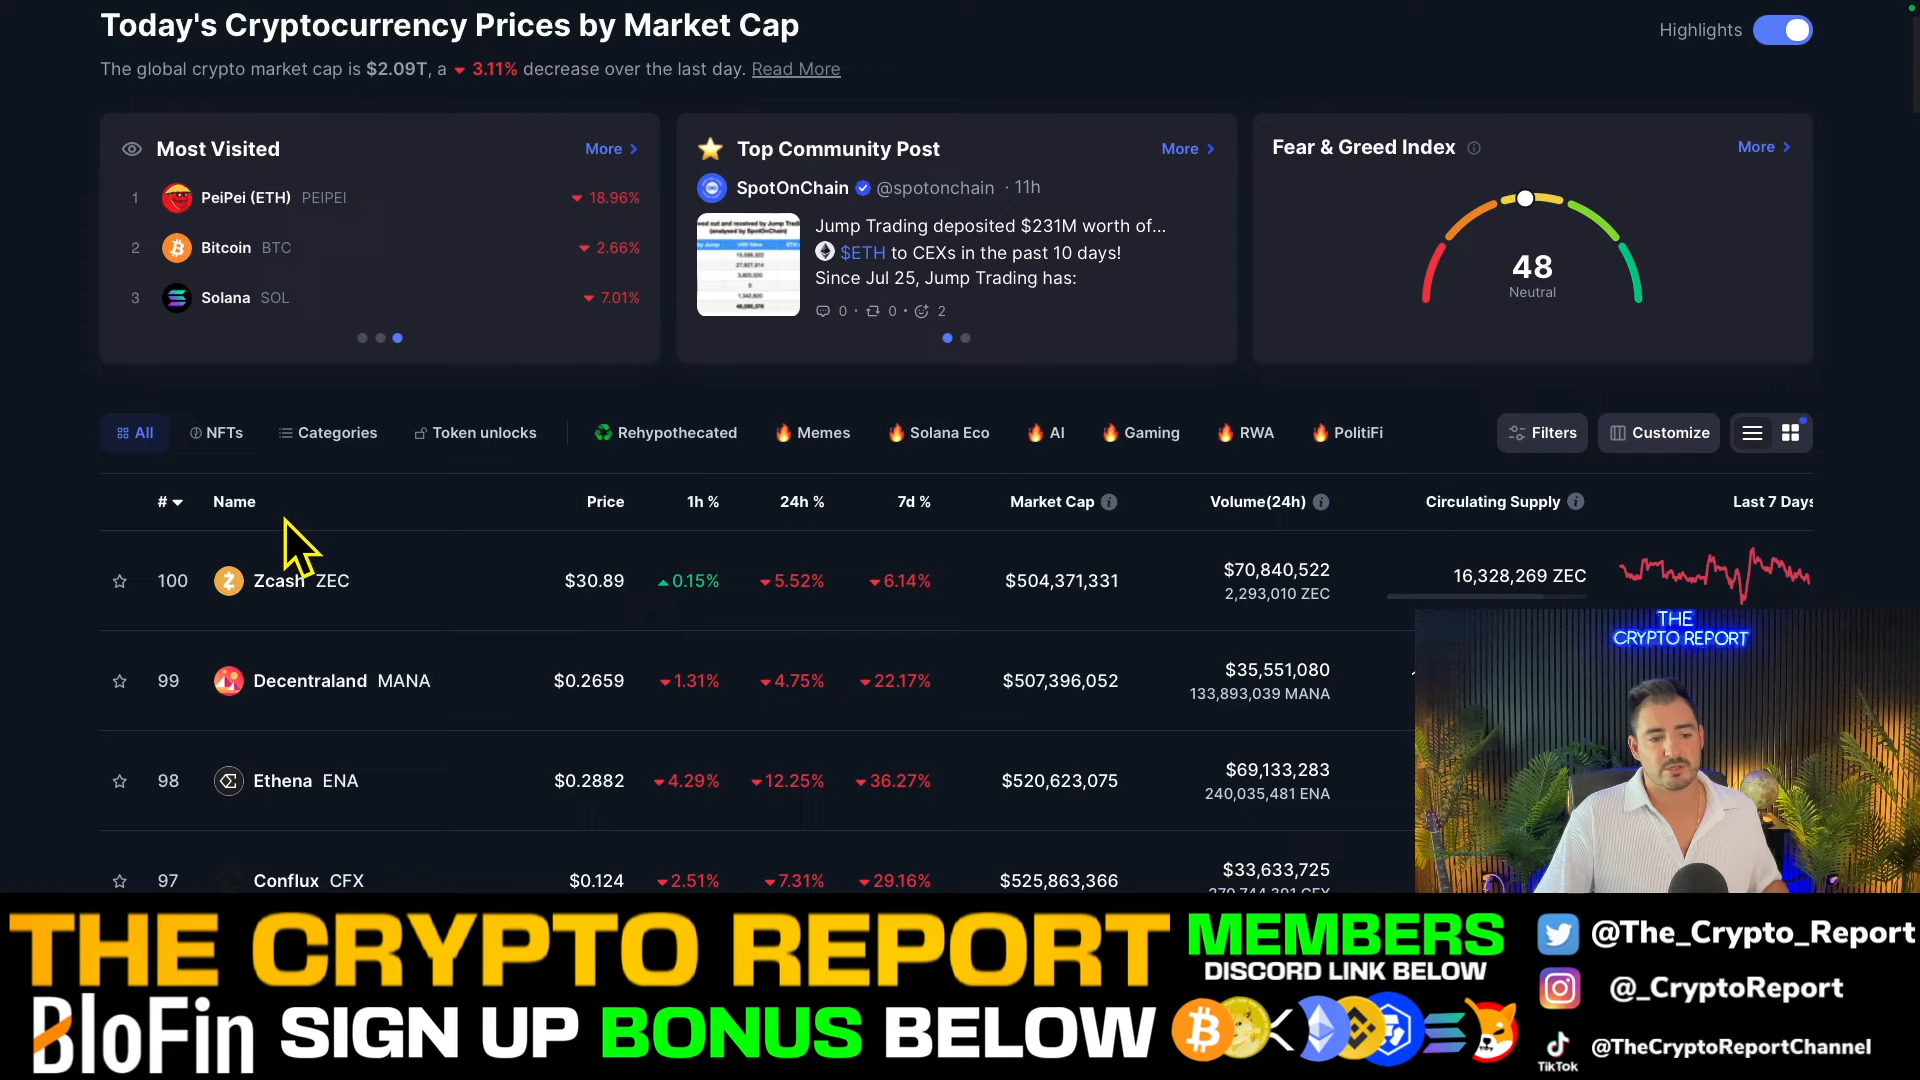 Today's Cryptocurrency Prices by Market Cap
Highlights
The global crypto market cap is $2.09T, a 3.11% decrease over the last day. Read More
Most Visited
More
1 PeiPei (ETH) PEIPEI 18.96%
2 Bitcoin BTC 2.66%
3 Solana SOL 7.01%
Top Community Post
More
SpotOnChain @spotonchain · 11h
Jump Trading deposited $231M worth of...
$ETH to CEXs in the past 10 days!
Since Jul 25, Jump Trading has:
0 · 0 · 2
Fear & Greed Index
More
48
Neutral
All NFTs Categories Token unlocks Rehypothecated Memes Solana Eco AI Gaming RWA PolitiFi Filters Customize
# Name Price 1h % 24h % 7d % Market Cap Volume(24h) Circulating Supply Last 7 Days
100 Zcash ZEC $30.89 0.15% 5.52% 6.14% $504,371,331 $70,840,522 16,328,269 ZEC
2,293,010 ZEC
99 Decentraland MANA $0.2659 1.31% 4.75% 22.17% $507,396,052 $35,551,080
133,893,039 MANA
98 Ethena ENA $0.2882 4.29% 12.25% 36.27% $520,623,075 $69,133,283
240,035,481 ENA
97 Conflux CFX $0.124 2.51% 7.31% 29.16% $525,863,366 $33,633,725
THE
CRYPTO REPORT
THE CRYPTO REPORT
BloFin SIGN UP BONUS BELOW
MEMBERS
DISCORD LINK BELOW
@The_Crypto_Report
@_CryptoReport
TikTok @TheCryptoReportChannel